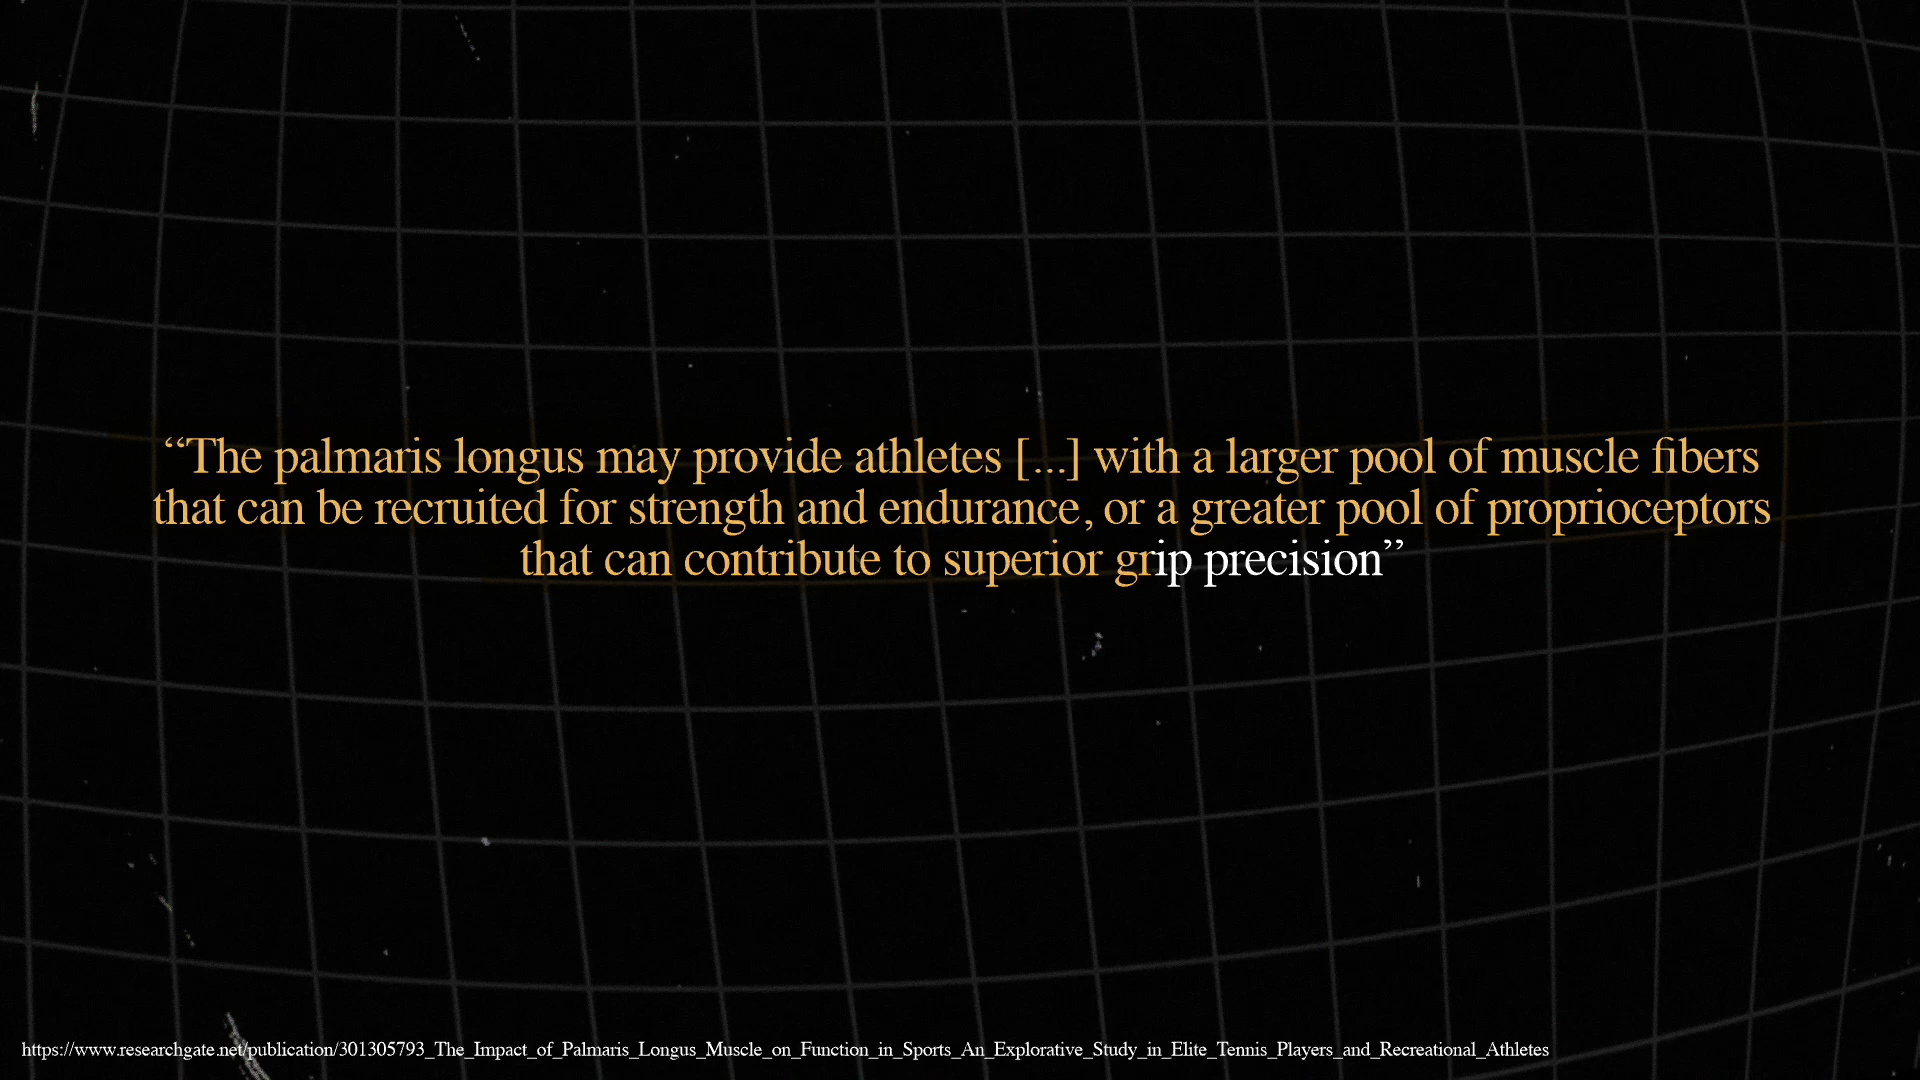 “The palmaris longus may provide athletes [...] with a larger pool of muscle fibers
that can be recruited for strength and endurance, or a greater pool of proprioceptors
that can contribute to superior grip precision”
https://www.researchgate.net/publication/301305793_The_Impact_of_Palmaris_Longus_Muscle_on_Function_in_Sports_An_Explorative_Study_in_Elite_Tennis_Players_and_Recreational_Athletes